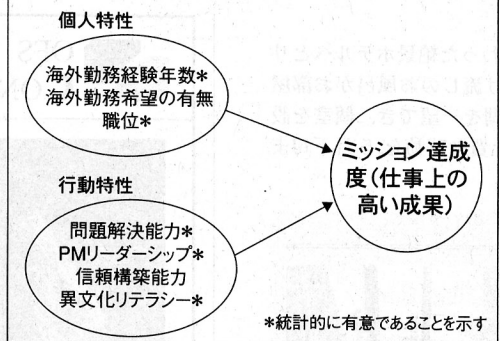 個人特性
海外勤務経験年数*
海外勤務希望の有無
職位*
ミッション達成
度(仕事上の
高い成果)
行動特性
問題解決能力*
PMリーダーシップ*
信頼構築能力
異文化リテラシー*
*統計的に有意であることを示す